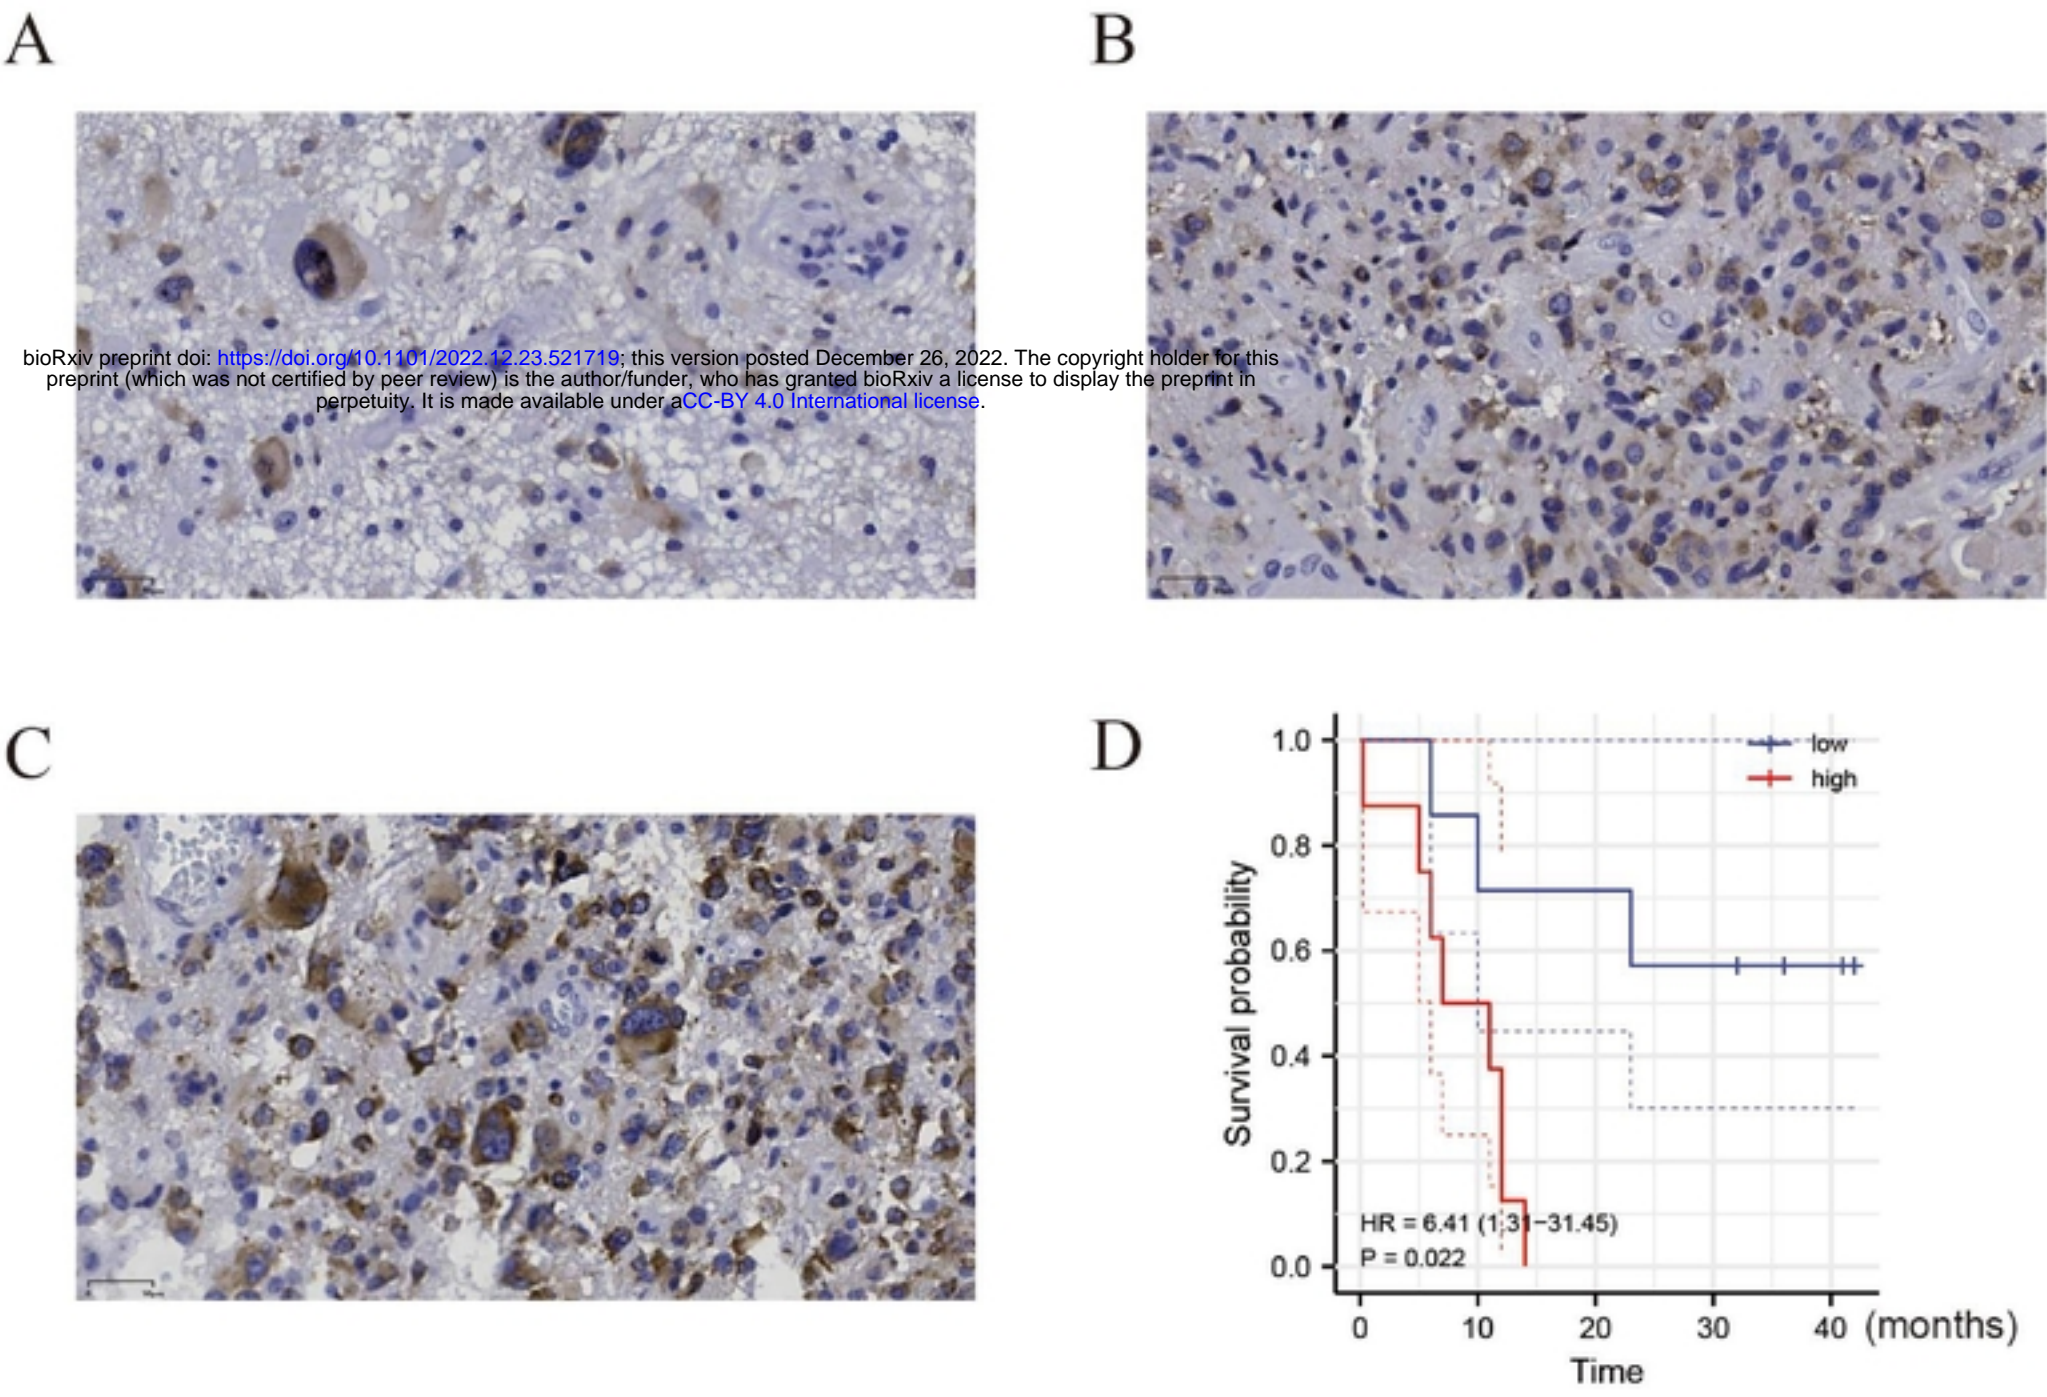 A
B
bioRxiv preprint doi: https://doi.org/10.1101/2022.12.23.521719; this version posted December 26, 2022. The copyright holder for this
preprint (which was not certified by peer review) is the author/funder, who has granted bioRxiv a license to display the preprint in
perpetuity. It is made available under aCC-BY 4.0 International license.
C
D
low
high
1.0
0.8
0.6
0.4
0.2
0.0
Survival probability
HR = 6.41 (1.31−31.45)
P = 0.022
0 10 20 30 40 (months)
Time